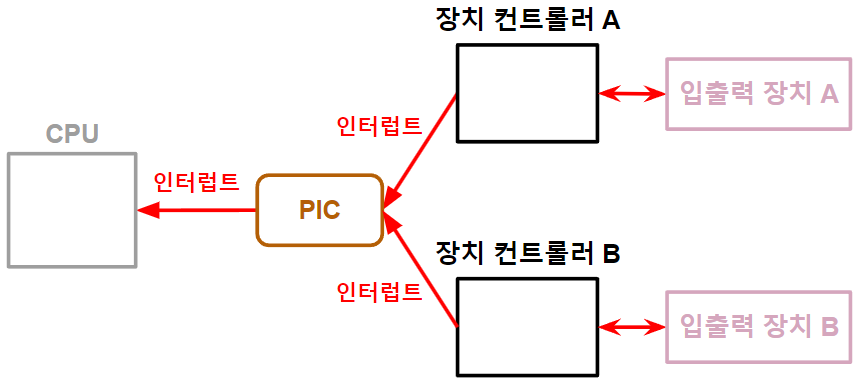 장치 컨트롤러 A
입출력 장치 A
인터럽트
CPU
인터럽트
PIC
장치 컨트롤러 B
인터럽트
입출력 장치 B